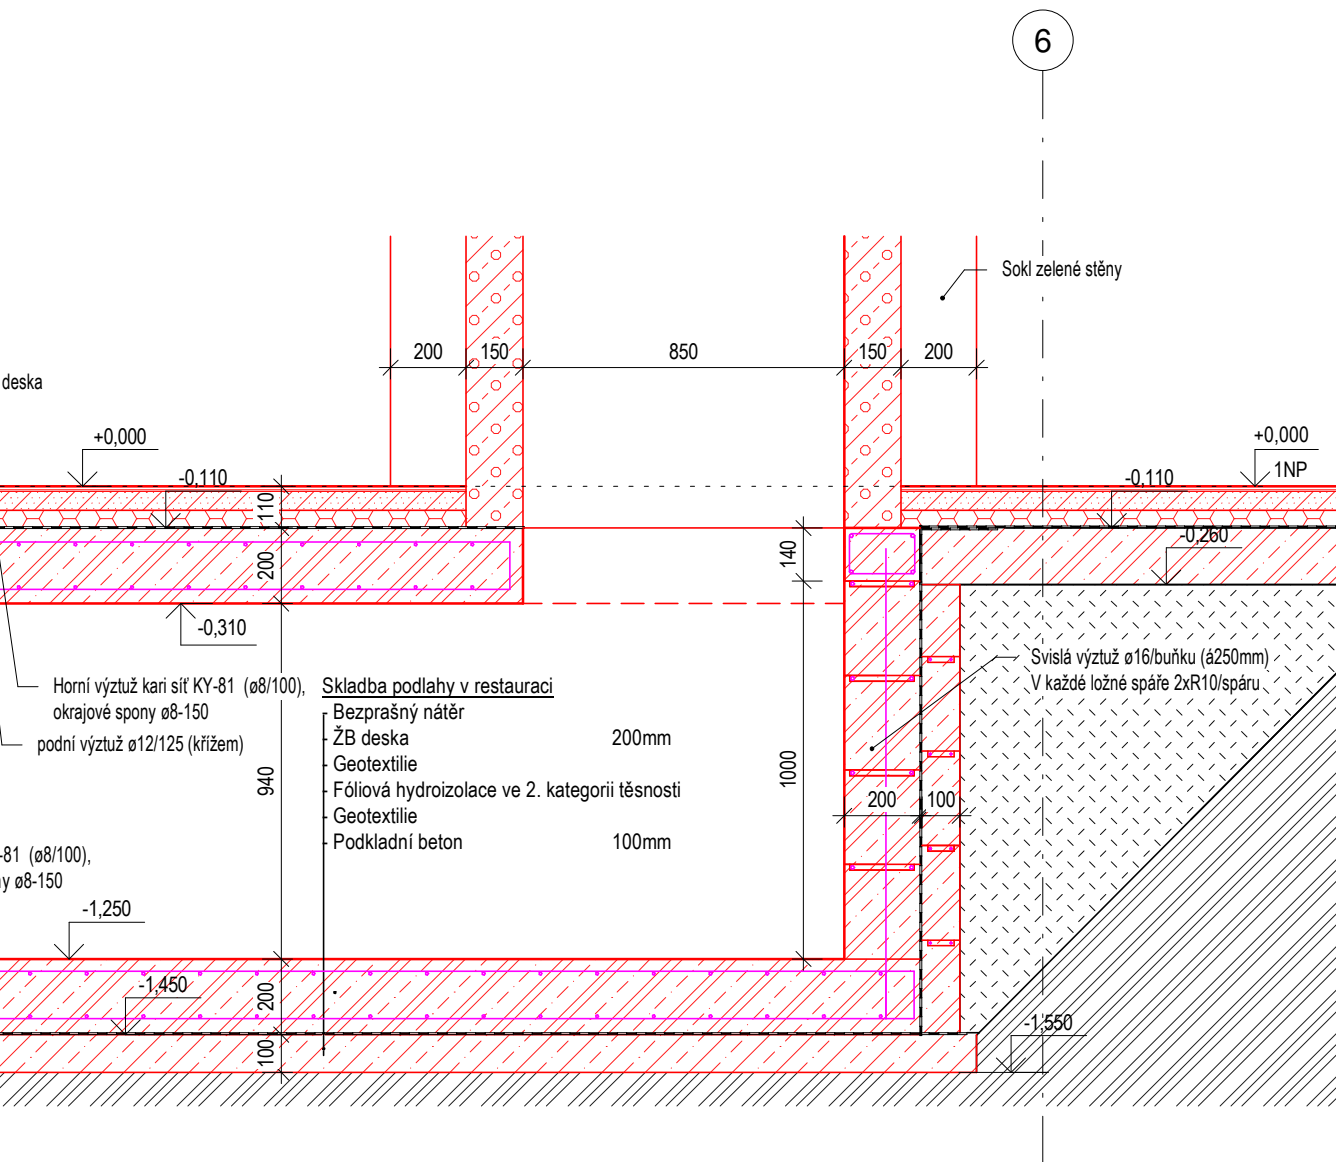 6
Sokl zelené stěny
200
150
850
150
200
deska
+0,000
-0,110
110
+0,000
1NP
-0,110
-0,260
200
140
-0,310
Horní výztuž kari síť KY-81 (ø8/100),
okrajové spony ø8-150
podní výztuž ø12/125 (křížem)
Skladba podlahy v restauraci
Bezprašný nátěr
ŽB deska 200mm
Geotextilie
Fóliová hydroizolace ve 2. kategorii těsnosti
Geotextilie
Podkladní beton 100mm
Svislá výztuž ø16/buňku (á250mm)
V každé ložné spáře 2xR10/spáru
940
1000
200
100
-81 (ø8/100),
ny ø8-150
-1,250
-1,450
200
100
-1,550